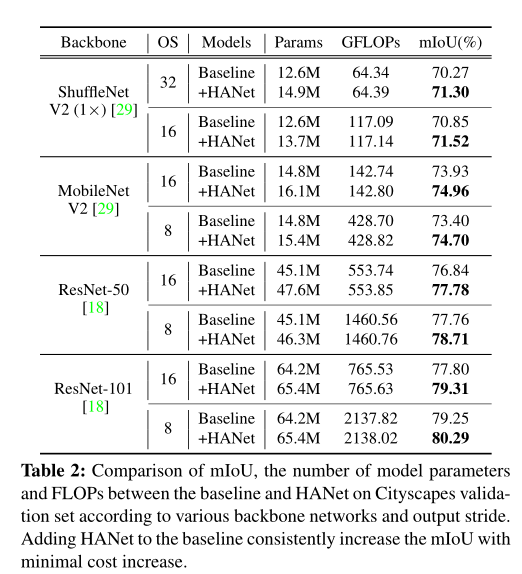 Backbone OS Models Params GFLOPs mIoU(%)
ShuffleNet V2 (1×) [29] 32 Baseline 12.6M 64.34 70.27
+HANet 14.9M 64.39 71.30
16 Baseline 12.6M 117.09 70.85
+HANet 13.7M 117.14 71.52
MobileNet V2 [29] 16 Baseline 14.8M 142.74 73.93
+HANet 16.1M 142.80 74.96
8 Baseline 14.8M 428.70 73.40
+HANet 15.4M 428.82 74.70
ResNet-50 [18] 16 Baseline 45.1M 553.74 76.84
+HANet 47.6M 553.85 77.78
8 Baseline 45.1M 1460.56 77.76
+HANet 46.3M 1460.76 78.71
ResNet-101 [18] 16 Baseline 64.2M 765.53 77.80
+HANet 65.4M 765.63 79.31
8 Baseline 64.2M 2137.82 79.25
+HANet 65.4M 2138.02 80.29
Table 2: Comparison of mIoU, the number of model parameters
and FLOPs between the baseline and HANet on Cityscapes valida-
tion set according to various backbone networks and output stride.
Adding HANet to the baseline consistently increase the mIoU with
minimal cost increase.